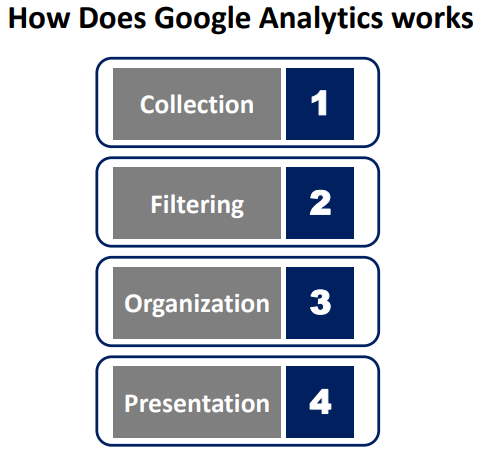 How Does Google Analytics works
Collection 1
Filtering 2
Organization 3
Presentation 4